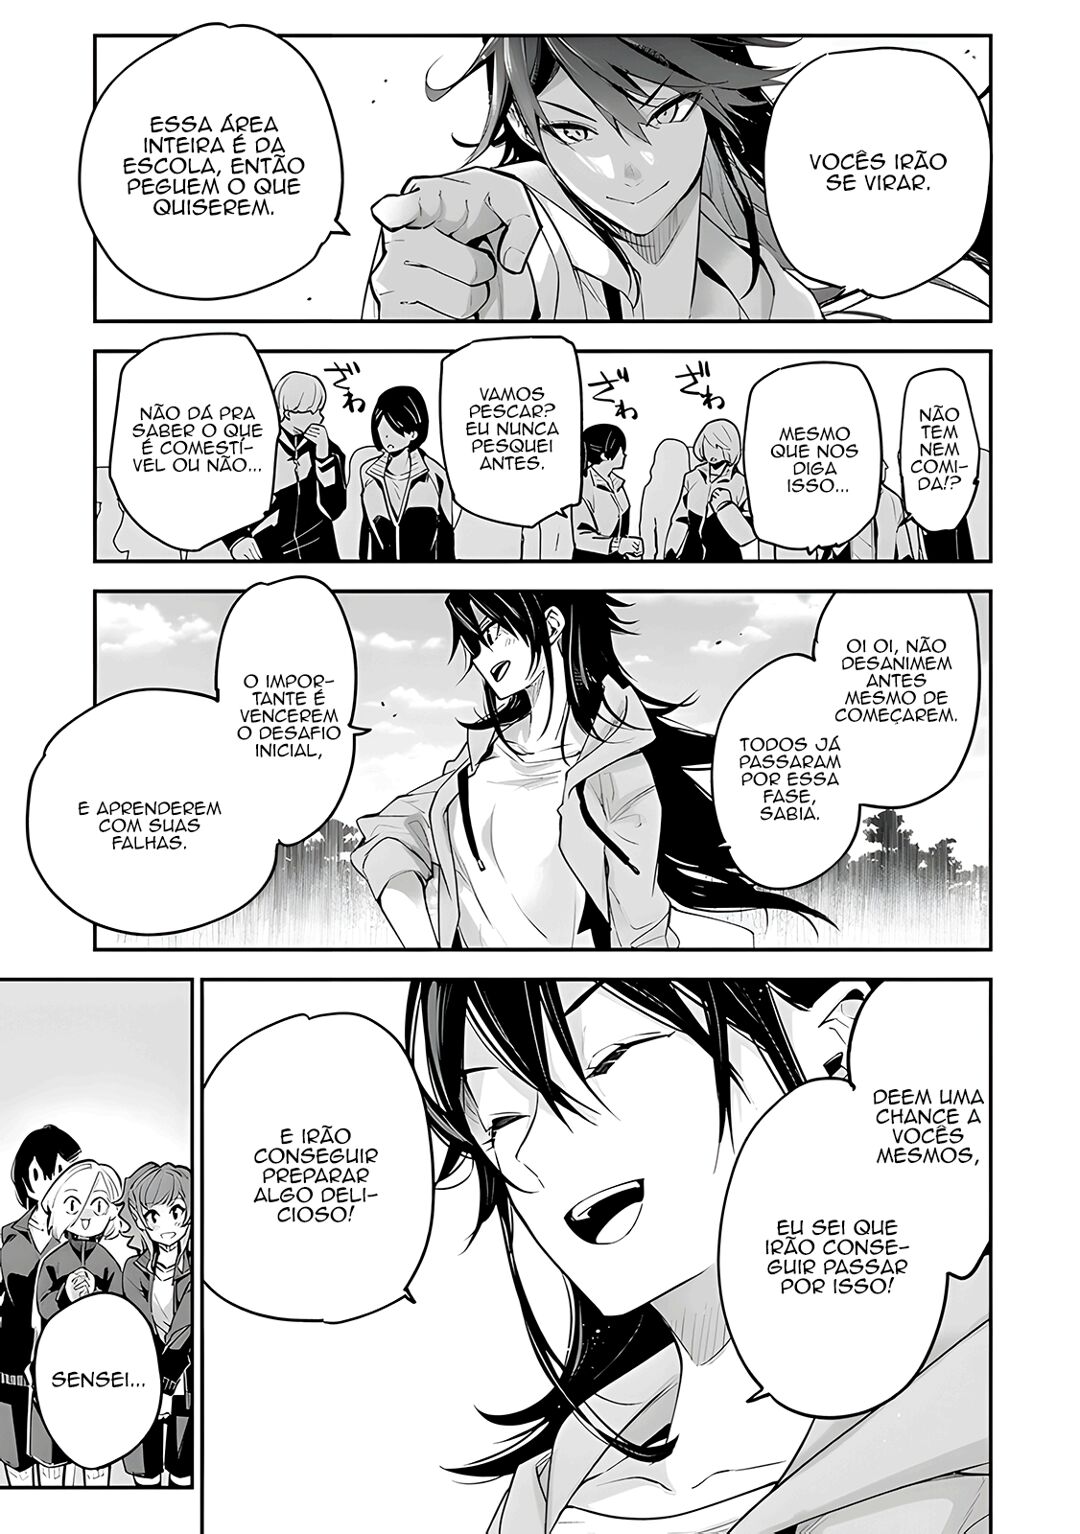 VOCÊS IRÃO
SE VIRAR.
ESSA ÁREA
INTEIRA É DA
ESCOLA, ENTÃO
PEGUEM O QUE
QUISEREM.
NÃO
TEM
NEM
COMI-
DA!?
MESMO
QUE NOS
DIGA
ISSO...
ざわ
VAMOS
PESCAR?
EU NUNCA
PESQUEI
ANTES.
ざわ
NÃO DÁ PRA
SABER O QUE
É COMESTÍ-
VEL OU NÃO...
OI OI, NÃO
DESANIMEM
ANTES
MESMO DE
COMEÇAREM.
TODOS JÁ
PASSARAM
POR ESSA
FASE,
SABIA.
O IMPOR-
TANTE É
VENCEREM
O DESAFIO
INICIAL,
E APRENDEREM
COM SUAS
FALHAS.
DEEM UMA
CHANCE A
VOCÊS
MESMOS,
EU SEI QUE
IRÃO CONSE-
GUIR PASSAR
POR ISSO!
E IRÃO
CONSEGUIR
PREPARAR
ALGO DELI-
CIOSO!
SENSEI...